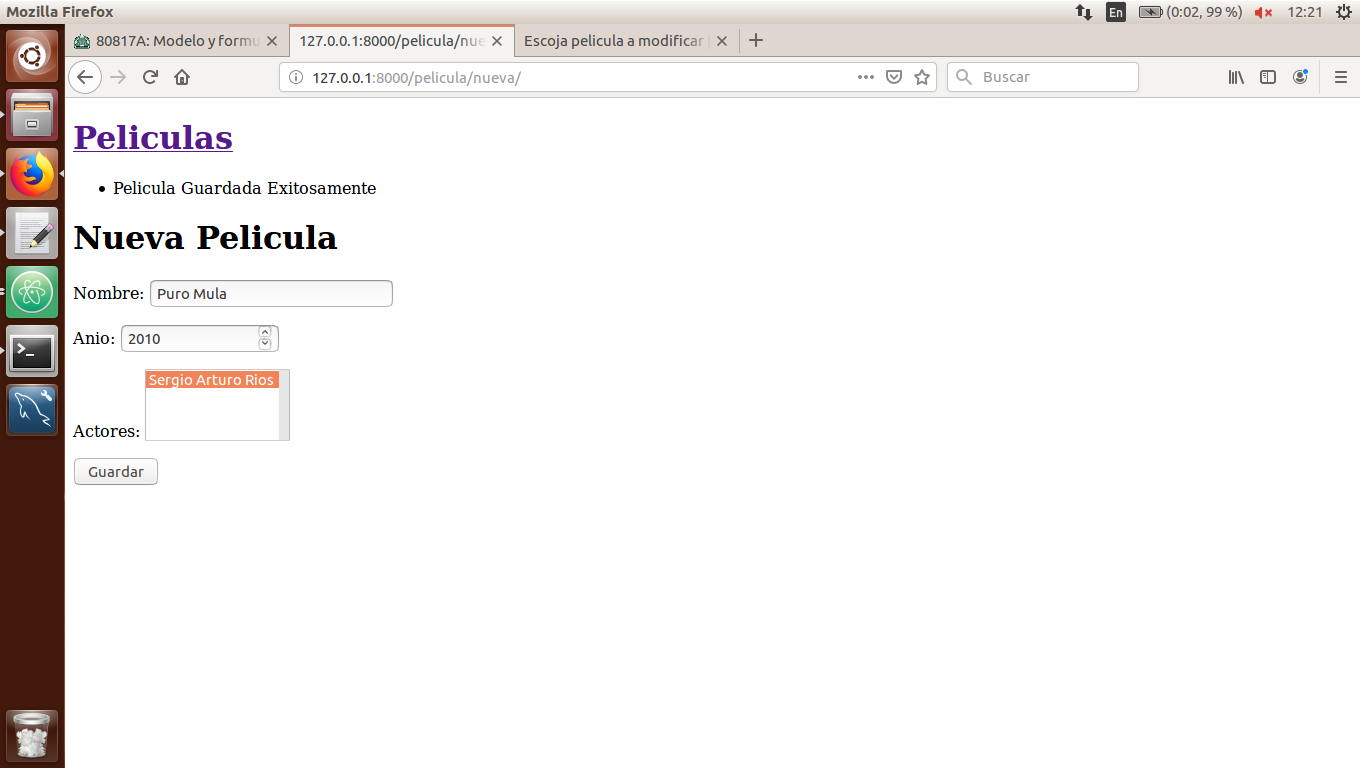 Mozilla Firefox
En
(0:02, 99 %)
12:21
80817A: Modelo y formu
127.0.0.1:8000/pelicula/nue
Escoja pelicula a modificar
127.0.0.1:8000/pelicula/nueva/
Buscar
Peliculas
• Pelicula Guardada Exitosamente
Nueva Pelicula
Nombre: Puro Mula
Anio: 2010
Sergio Arturo Rios
Actores:
Guardar